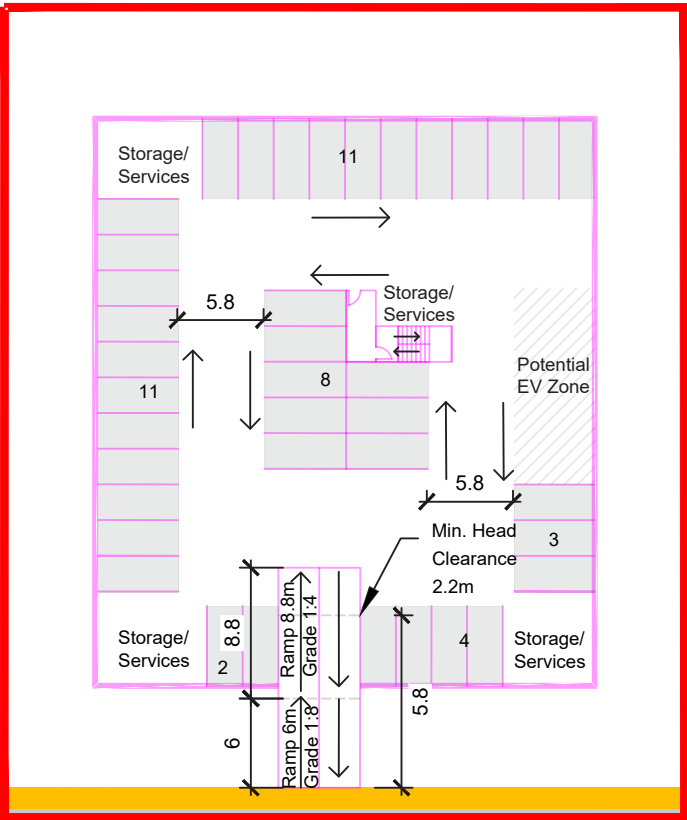 Storage/
Services
11
Storage/
Services
5.8
Potential
EV Zone
11
8
5.8
Min. Head
Clearance
2.2m
3
Ramp 8.8m
Grade 1:4
8.8
Storage/
Services
2
4
Storage/
Services
5.8
6
Ramp 6m
Grade 1:8